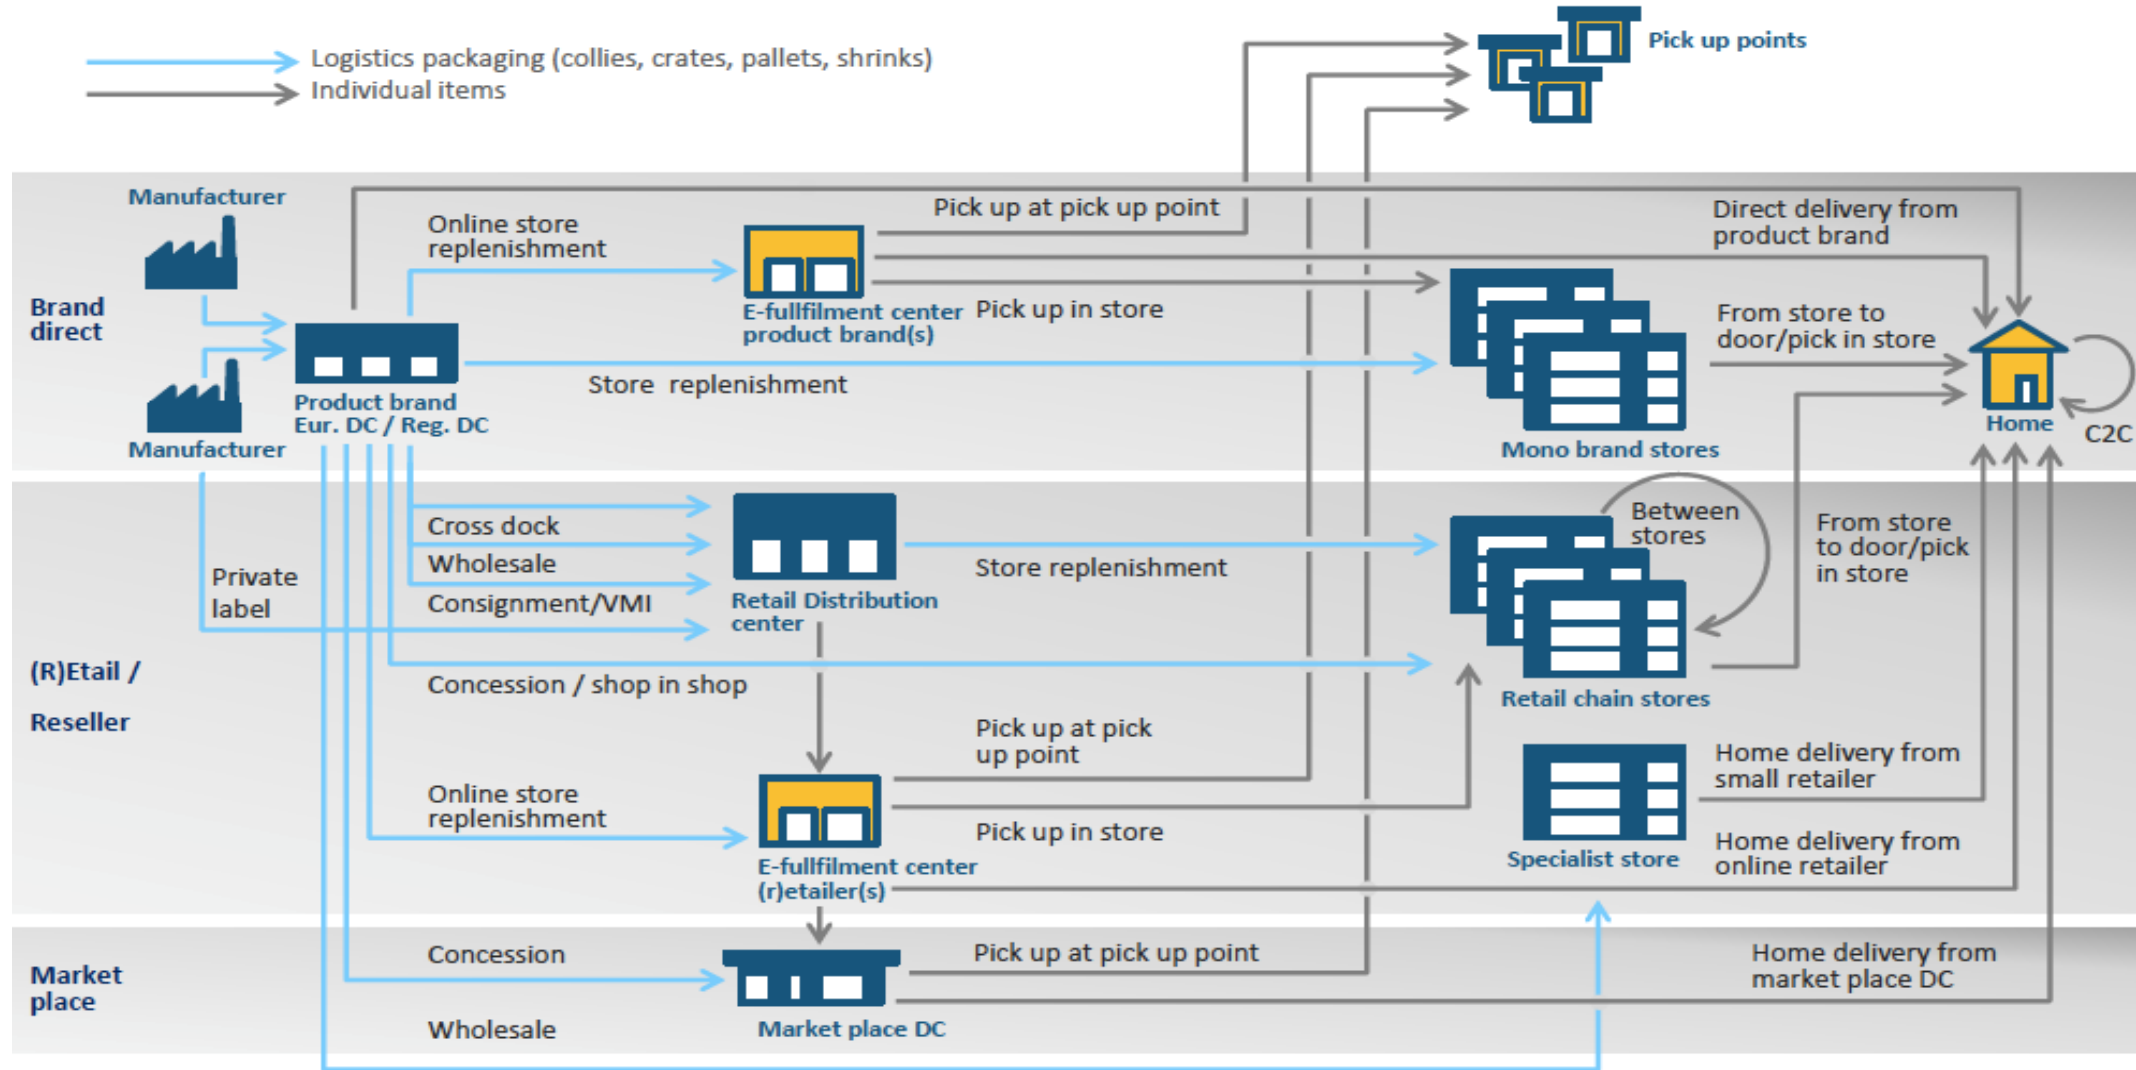 Logistics packaging (collies, crates, pallets, shrinks)
Individual items
Pick up points
Manufacturer
Online store
replenishment
Pick up at pick up point
Direct delivery from
product brand
Brand
direct
E-fullfilment center
product brand(s)
Pick up in store
From store to
door/pick in store
Store replenishment
Product brand
Eur. DC / Reg. DC
Manufacturer
Mono brand stores
Home
C2C
Cross dock
Wholesale
Consignment/VMI
Private
label
Retail Distribution
center
Store replenishment
Between
stores
From store
to door/pick
in store
(R)Etail /
Reseller
Concession / shop in shop
Retail chain stores
Pick up at pick
up point
Home delivery from
small retailer
Online store
replenishment
Pick up in store
E-fullfilment center
(r)etailer(s)
Specialist store
Home delivery from
online retailer
Market
place
Concession
Pick up at pick up point
Home delivery from
market place DC
Wholesale
Market place DC